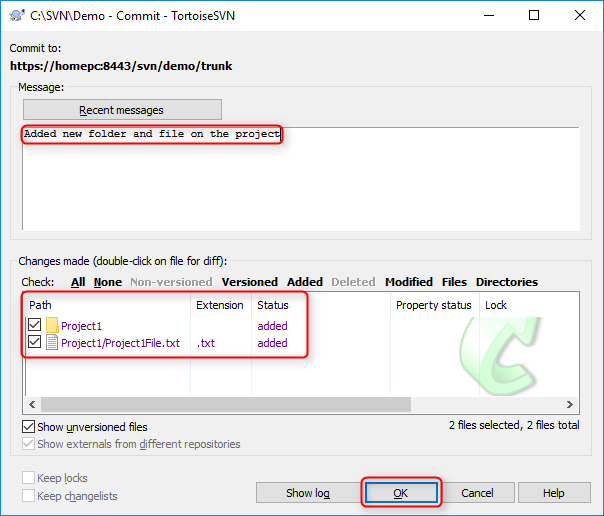 C:\SVN\Demo - Commit - TortoiseSVN
Commit to:
https://homepc:8443/svn/demo/trunk
Message:
Recent messages
Added new folder and file on the project
Changes made (double-click on file for diff):
Check: All None Non-versioned Versioned Added Deleted Modified Files Directories
Path Extension Status Property status Lock
Project1 added
Project1/Project1File.txt .txt added
Show unversioned files 2 files selected, 2 files total
Show externals from different repositories
Keep locks
Keep changelists
Show log OK Cancel Help